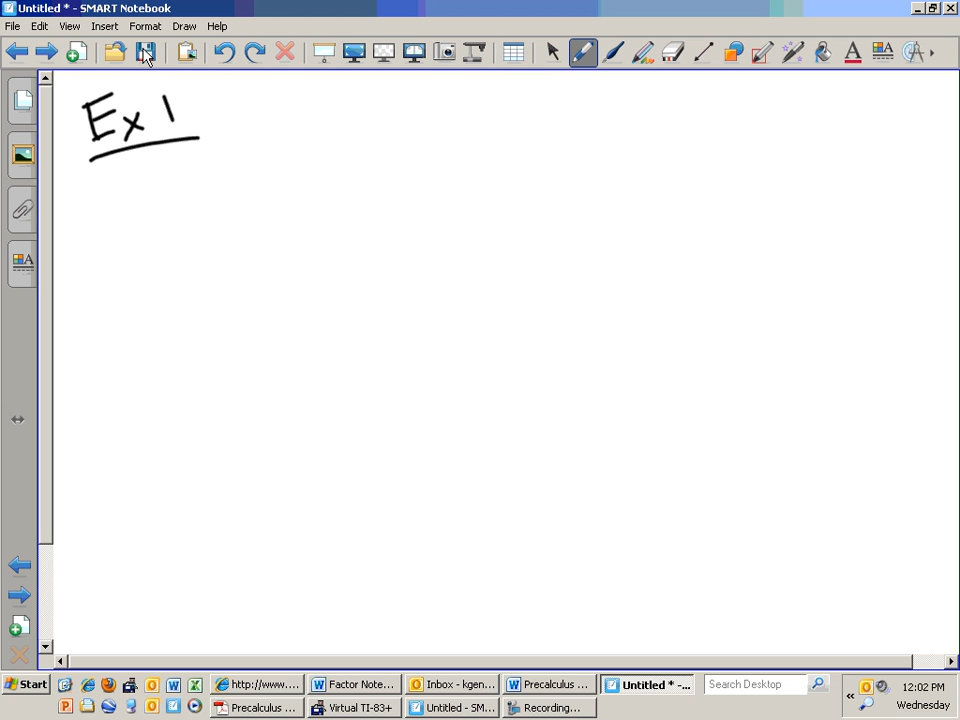 Untitled * - SMART Notebook
File Edit View Insert Format Draw Help
Ex 1
Start
http://www....
Factor Note...
Inbox - kgen...
Precalculus ...
Untitled * -...
Search Desktop
12:02 PM
Precalculus ...
Virtual TI-83+
Untitled - SM...
Recording...
Wednesday